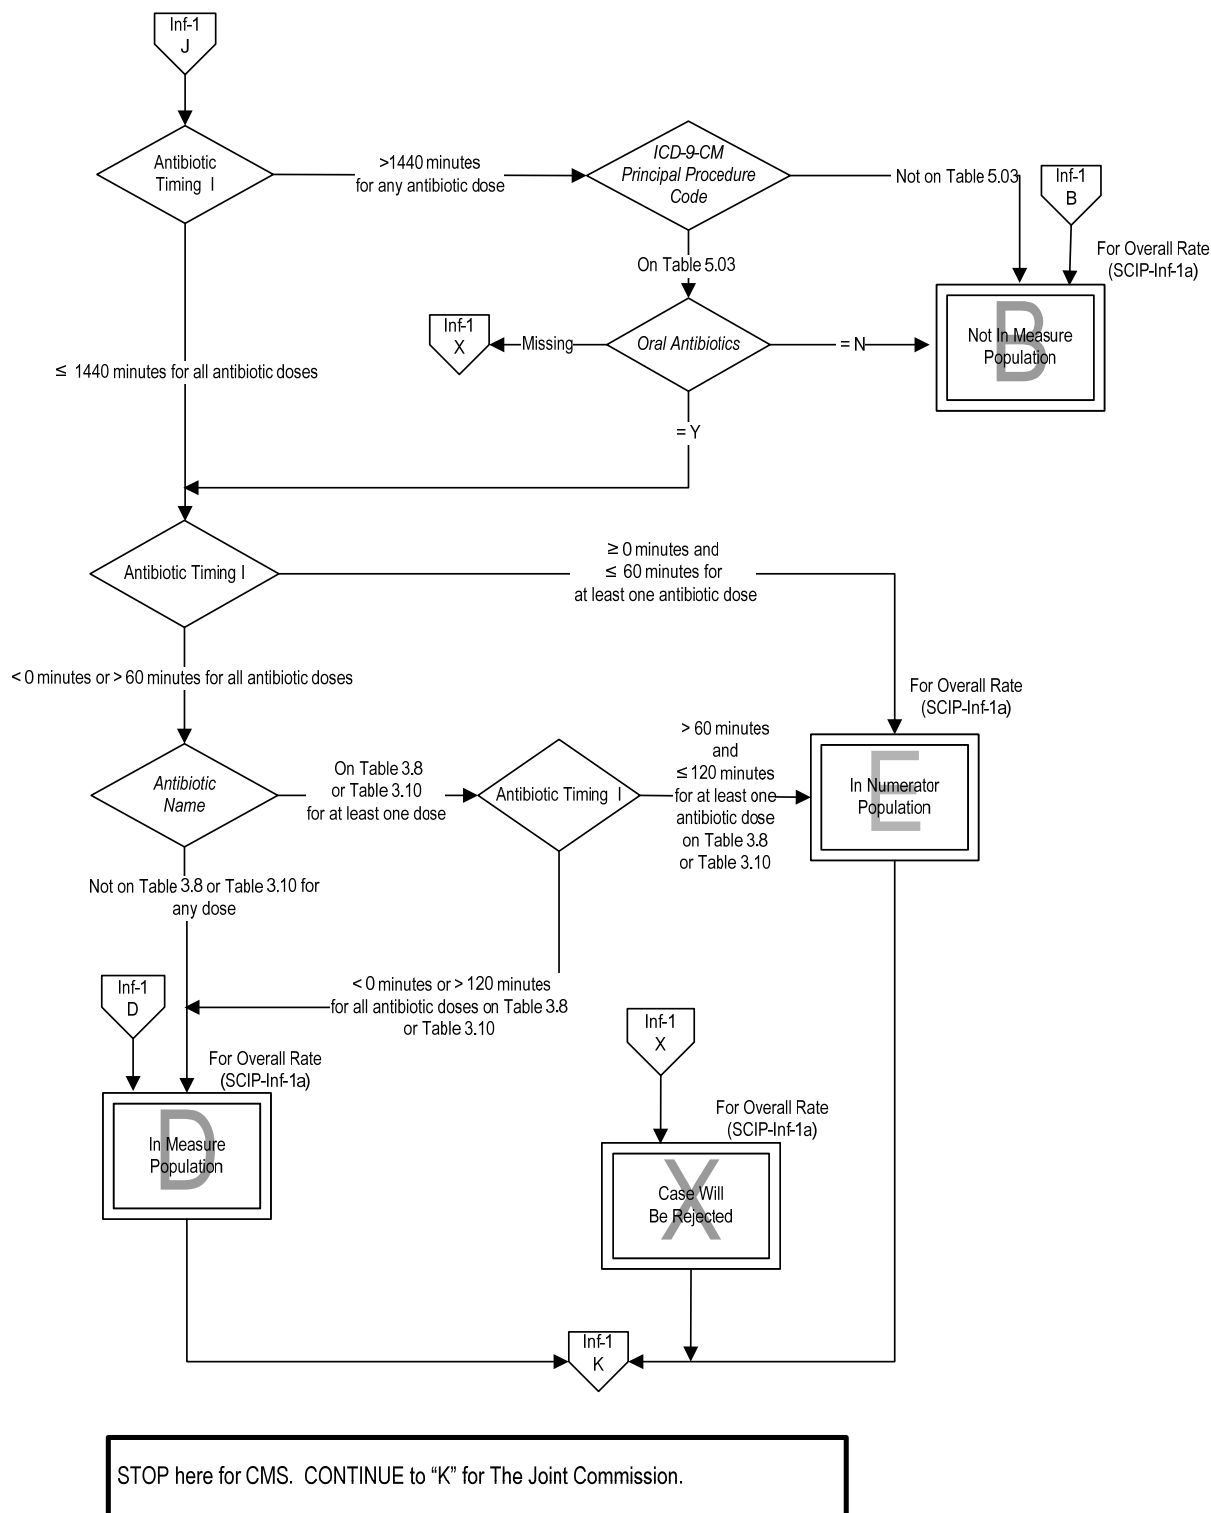 Inf-1
J
Antibiotic
Timing I
>1440 minutes
for any antibiotic dose
ICD-9-CM
Principal Procedure
Code
Not on Table 5.03
Inf-1
B
For Overall Rate
(SCIP-Inf-1a)
On Table 5.03
Inf-1
X
Missing
Oral Antibiotics
= N
B
Not In Measure
Population
≤ 1440 minutes for all antibiotic doses
= Y
Antibiotic Timing I
≥ 0 minutes and
≤ 60 minutes for
at least one antibiotic dose
< 0 minutes or > 60 minutes for all antibiotic doses
For Overall Rate
(SCIP-Inf-1a)
Antibiotic
Name
On Table 3.8
or Table 3.10
for at least one dose
Antibiotic Timing I
> 60 minutes
and
≤ 120 minutes
for at least one
antibiotic dose
on Table 3.8
or Table 3.10
E
In Numerator
Population
Not on Table 3.8 or Table 3.10 for
any dose
< 0 minutes or > 120 minutes
for all antibiotic doses on Table 3.8
or Table 3.10
Inf-1
D
For Overall Rate
(SCIP-Inf-1a)
D
In Measure
Population
Inf-1
X
For Overall Rate
(SCIP-Inf-1a)
X
Case Will
Be Rejected
Inf-1
K
STOP here for CMS. CONTINUE to “K” for The Joint Commission.